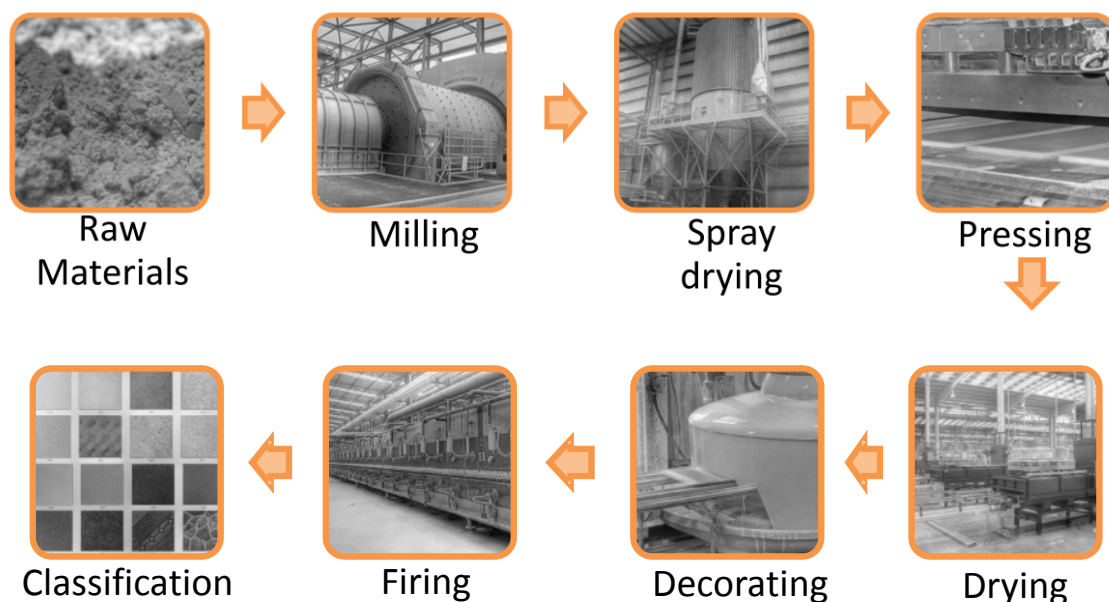 Raw
Materials
Milling
Spray
drying
Pressing
Classification
Firing
Decorating
Drying